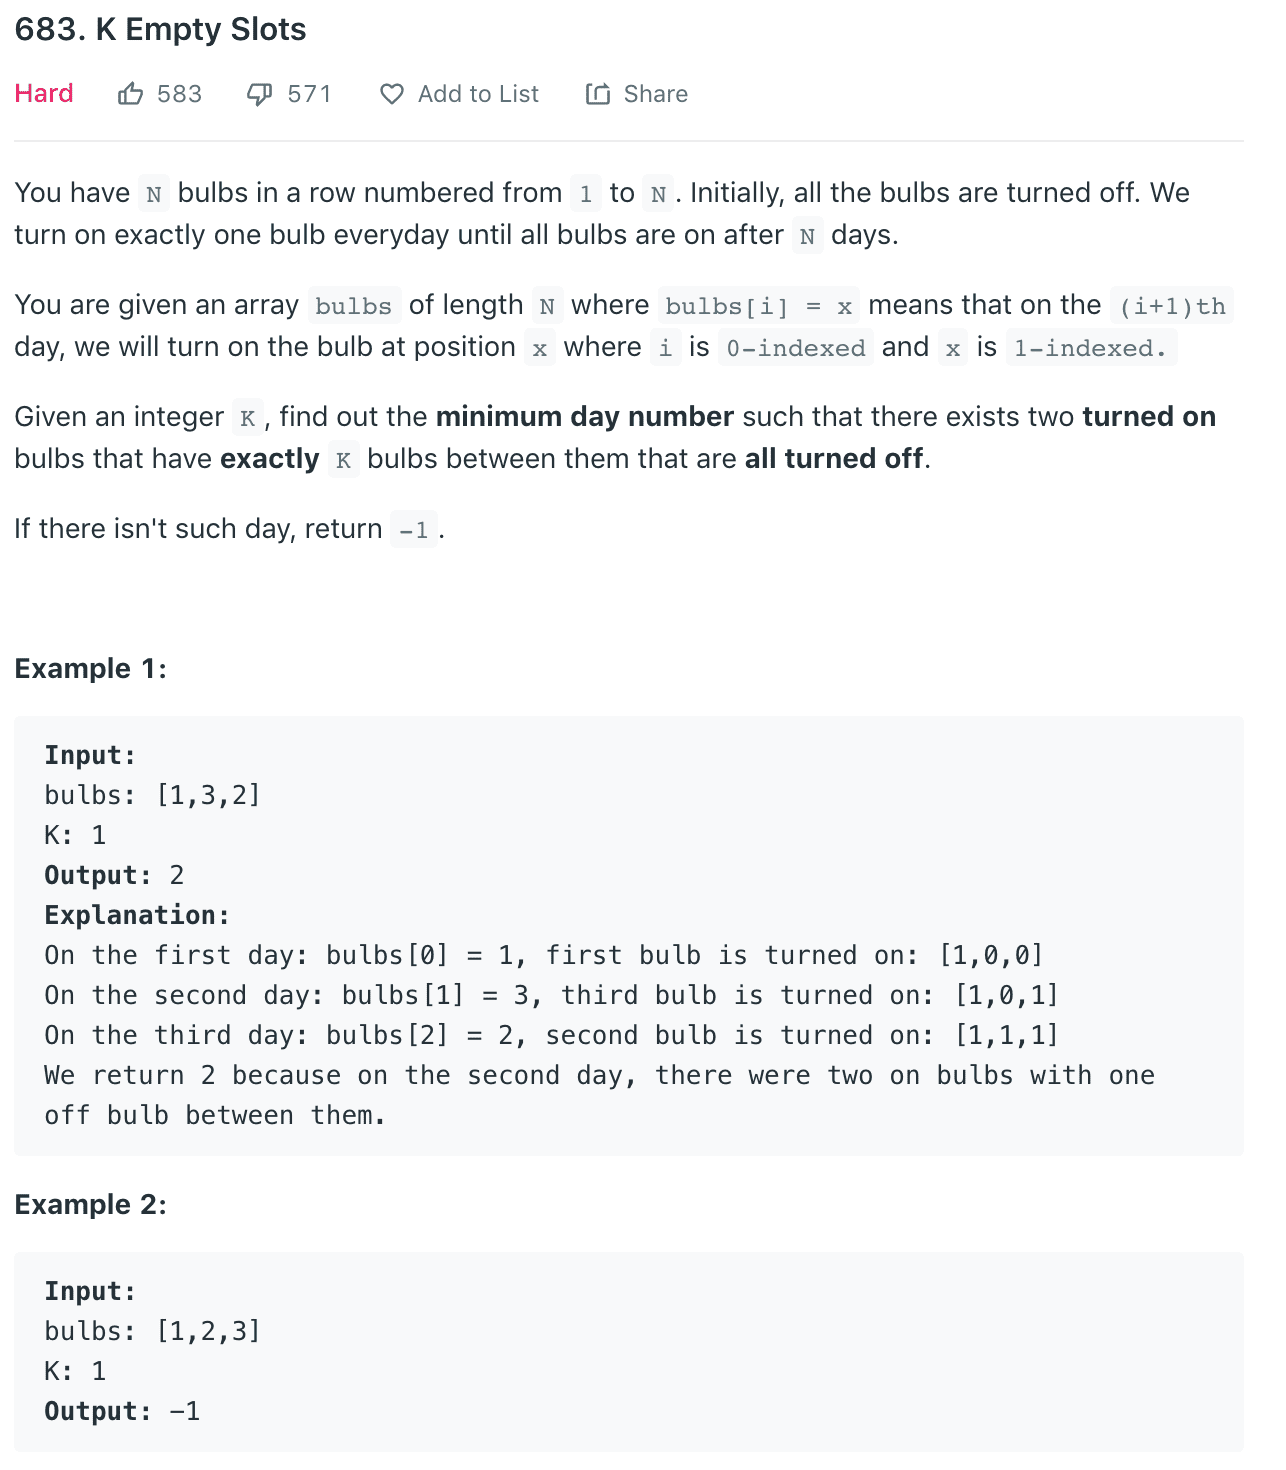 683. K Empty Slots
Hard 583 571 Add to List Share
You have N bulbs in a row numbered from 1 to N. Initially, all the bulbs are turned off. We
turn on exactly one bulb everyday until all bulbs are on after N days.
You are given an array bulbs of length N where bulbs[i] = x means that on the (i+1)th
day, we will turn on the bulb at position x where i is 0-indexed and x is 1-indexed.
Given an integer K, find out the minimum day number such that there exists two turned on
bulbs that have exactly K bulbs between them that are all turned off.
If there isn't such day, return -1.
Example 1:
Input:
bulbs: [1,3,2]
K: 1
Output: 2
Explanation:
On the first day: bulbs[0] = 1, first bulb is turned on: [1,0,0]
On the second day: bulbs[1] = 3, third bulb is turned on: [1,0,1]
On the third day: bulbs[2] = 2, second bulb is turned on: [1,1,1]
We return 2 because on the second day, there were two on bulbs with one
off bulb between them.
Example 2:
Input:
bulbs: [1,2,3]
K: 1
Output: -1